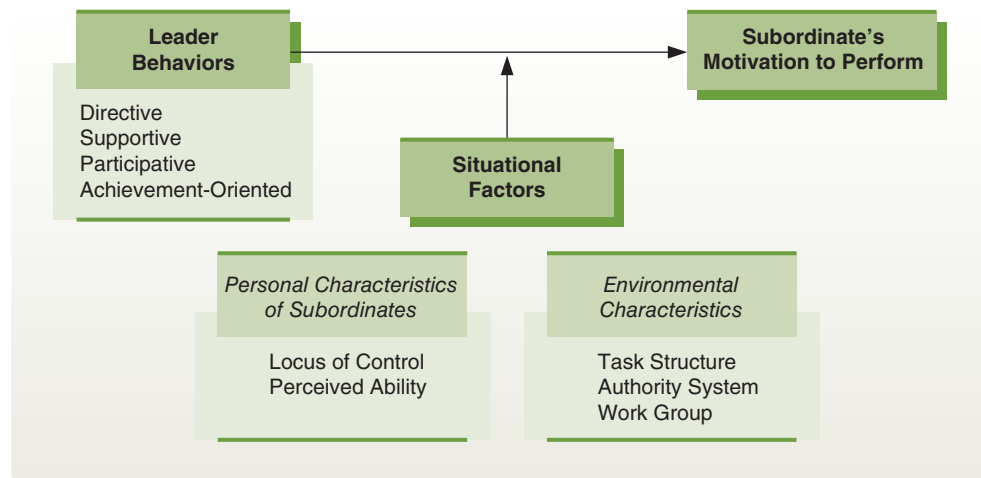 Leader
Behaviors
Directive
Supportive
Participative
Achievement-Oriented
Subordinate's
Motivation to Perform
Situational
Factors
Personal Characteristics
of Subordinates
Locus of Control
Perceived Ability
Environmental
Characteristics
Task Structure
Authority System
Work Group